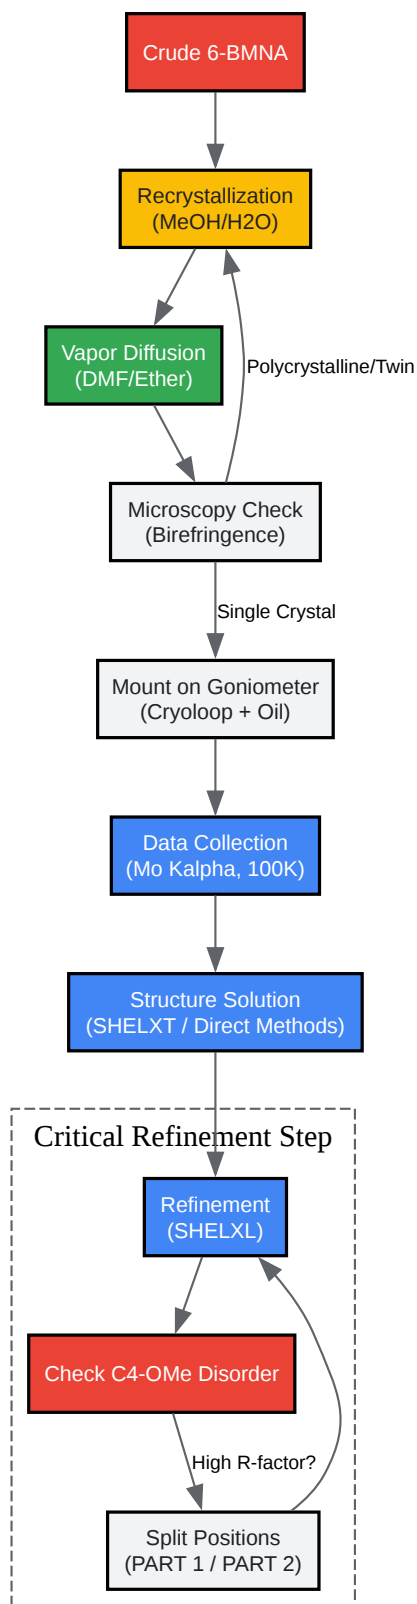 Crude 6-BMNA
Recrystallization
(MeOH/H2O)
Vapor Diffusion
(DMF/Ether)
Polycrystalline/Twin
Microscopy Check
(Birefringence)
Single Crystal
Mount on Goniometer
(Cryoloop + Oil)
Data Collection
(Mo Kalpha, 100K)
Structure Solution
(SHELXT / Direct Methods)
Critical Refinement Step
Refinement
(SHELXL)
Check C4-OMe Disorder
High R-factor?
Split Positions
(PART 1 / PART 2)